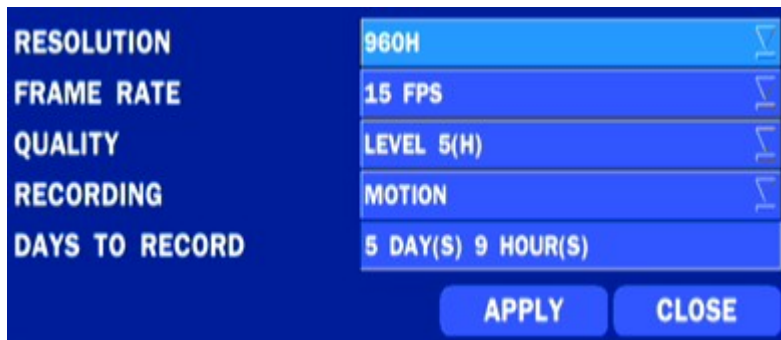 RESOLUTION 960H
FRAME RATE 15 FPS
QUALITY LEVEL 5(H)
RECORDING MOTION
DAYS TO RECORD 5 DAY(S) 9 HOUR(S)
APPLY CLOSE